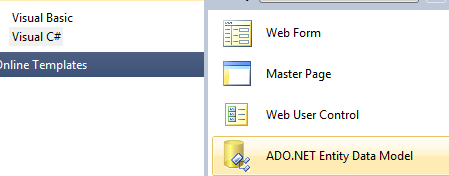 Visual Basic
Visual C#
Online Templates
Web Form
Master Page
Web User Control
ADO.NET Entity Data Model